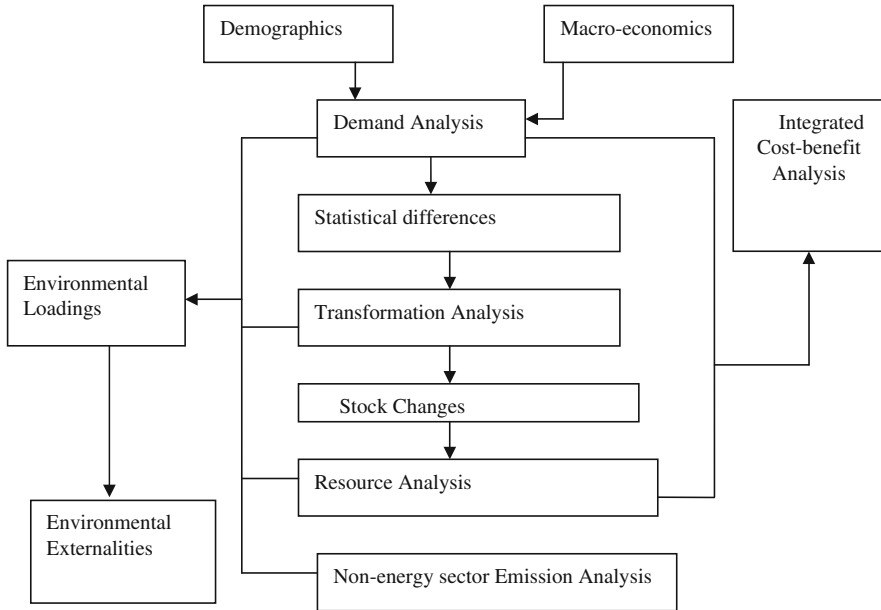 Demographics
Macro-economics
Demand Analysis
Integrated
Cost-benefit
Analysis
Statistical differences
Environmental
Loadings
Transformation Analysis
Stock Changes
Resource Analysis
Environmental
Externalities
Non-energy sector Emission Analysis